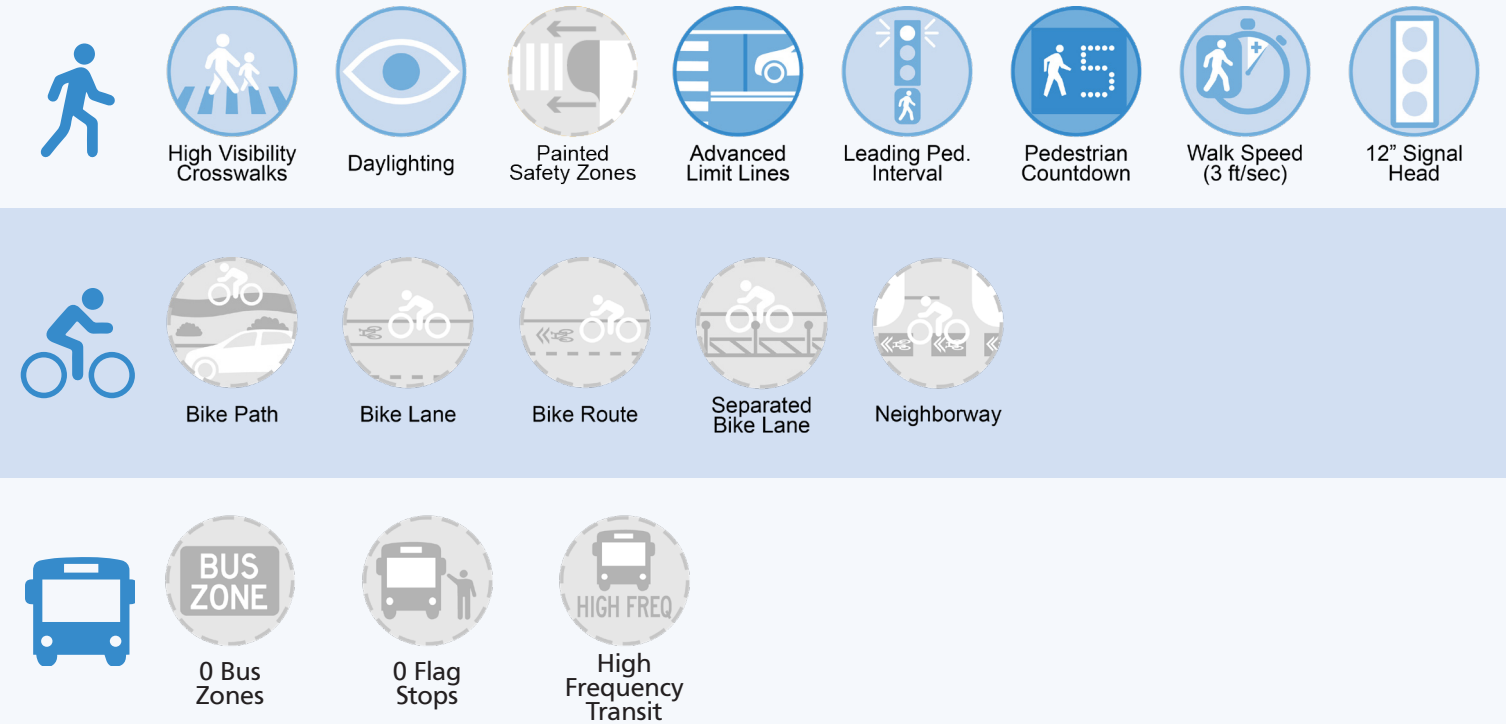 5
High Visibility
Crosswalks
Daylighting
Painted
Safety Zones
Advanced
Limit Lines
Leading Ped.
Interval
Pedestrian
Countdown
Walk Speed
(3 ft/sec)
12” Signal
Head
Bike Path
Bike Lane
Bike Route
Separated
Bike Lane
Neighborway
BUS
ZONE
HIGH FREQ
0 Bus
Zones
0 Flag
Stops
High
Frequency
Transit